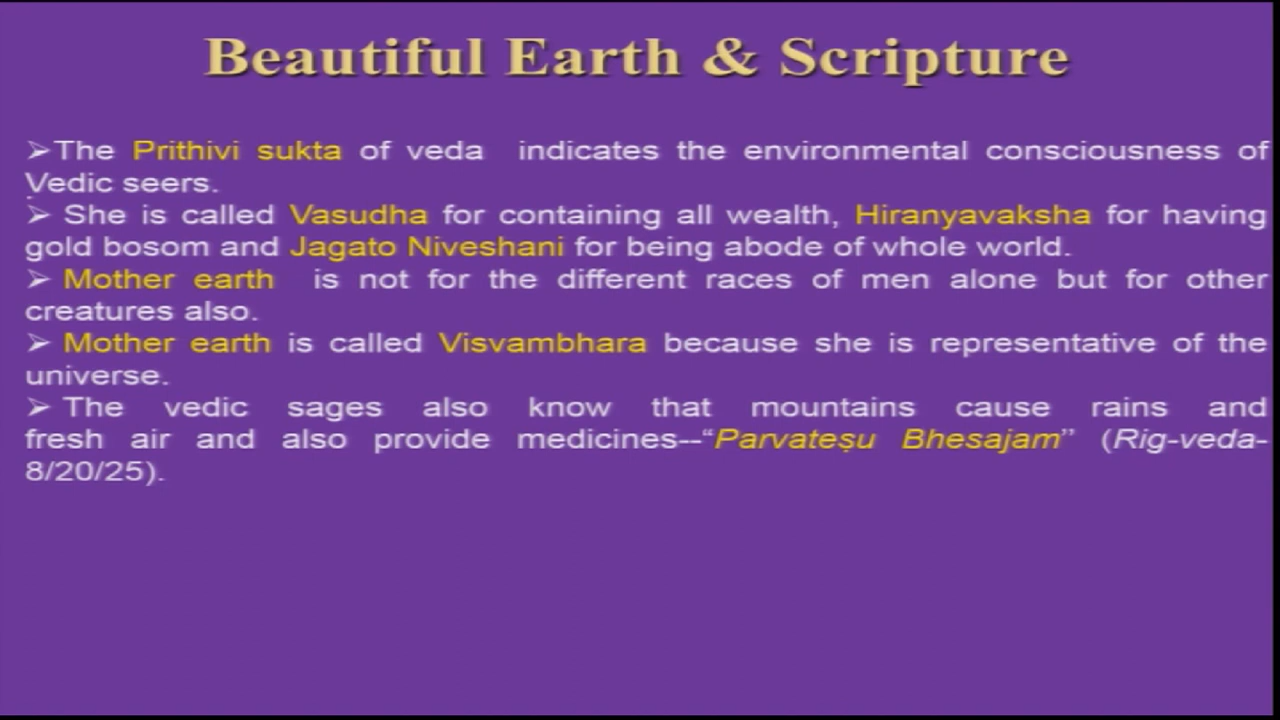 Beautiful Earth & Scripture
➢The Prithivi sukta of veda indicates the environmental consciousness of
Vedic seers.
➢ She is called Vasudha for containing all wealth, Hiranyavaksha for having
gold bosom and Jagato Niveshani for being abode of whole world.
➢ Mother earth is not for the different races of men alone but for other
creatures also.
➢ Mother earth is called Visvambhara because she is representative of the
universe.
➢ The vedic sages also know that mountains cause rains and
fresh air and also provide medicines--“Parvateṣu Bhesajam” (Rig-veda-
8/20/25).